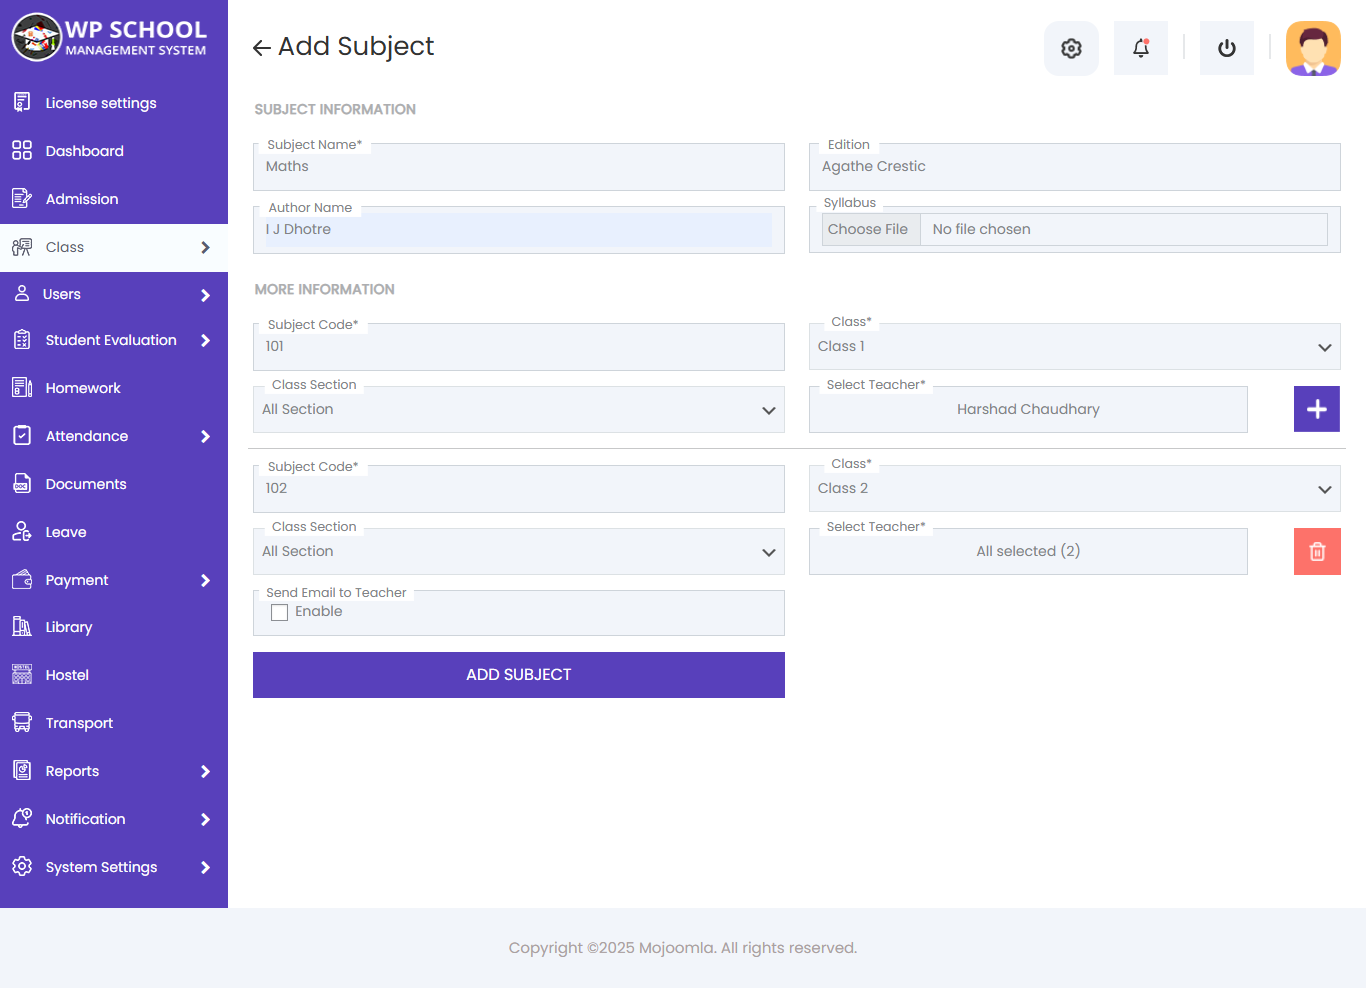 WP SCHOOL
MANAGEMENT SYSTEM
License settings
Dashboard
Admission
Class
Users
Student Evaluation
Homework
Attendance
Documents
Leave
Payment
Library
Hostel
Transport
Reports
Notification
System Settings
Add Subject
SUBJECT INFORMATION
Subject Name*
Maths
Edition
Agathe Crestic
Author Name
I J Dhotre
Syllabus
Choose File No file chosen
MORE INFORMATION
Subject Code*
101
Class*
Class 1
Class Section
All Section
Select Teacher*
Harshad Chaudhary
Subject Code*
102
Class*
Class 2
Class Section
All Section
Select Teacher*
All selected (2)
Send Email to Teacher
Enable
ADD SUBJECT
Copyright ©2025 Mojoomla. All rights reserved.